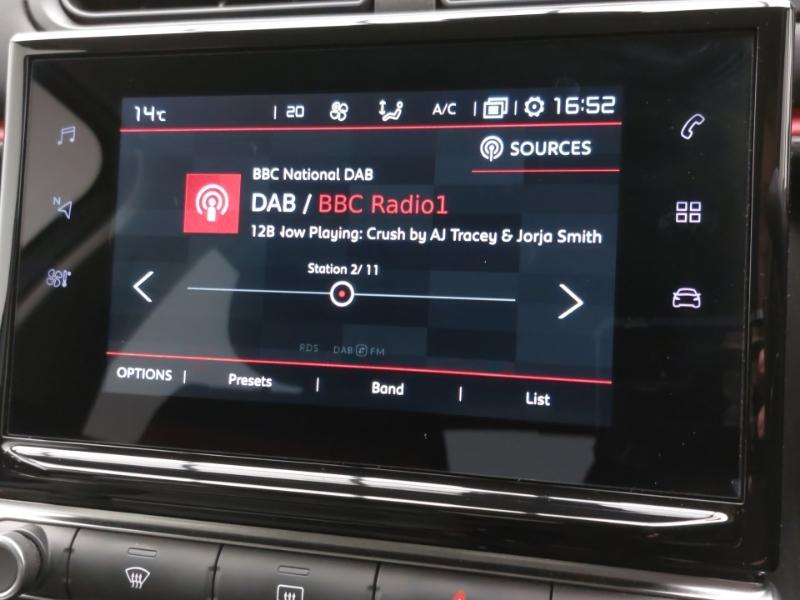 14°c | 20 A/C | | 16:52
SOURCES
BBC National DAB
DAB / BBC Radio1
12B Now Playing: Crush by AJ Tracey & Jorja Smith
Station 2/ 11
N
RDS DAB FM
OPTIONS | Presets | Band | List